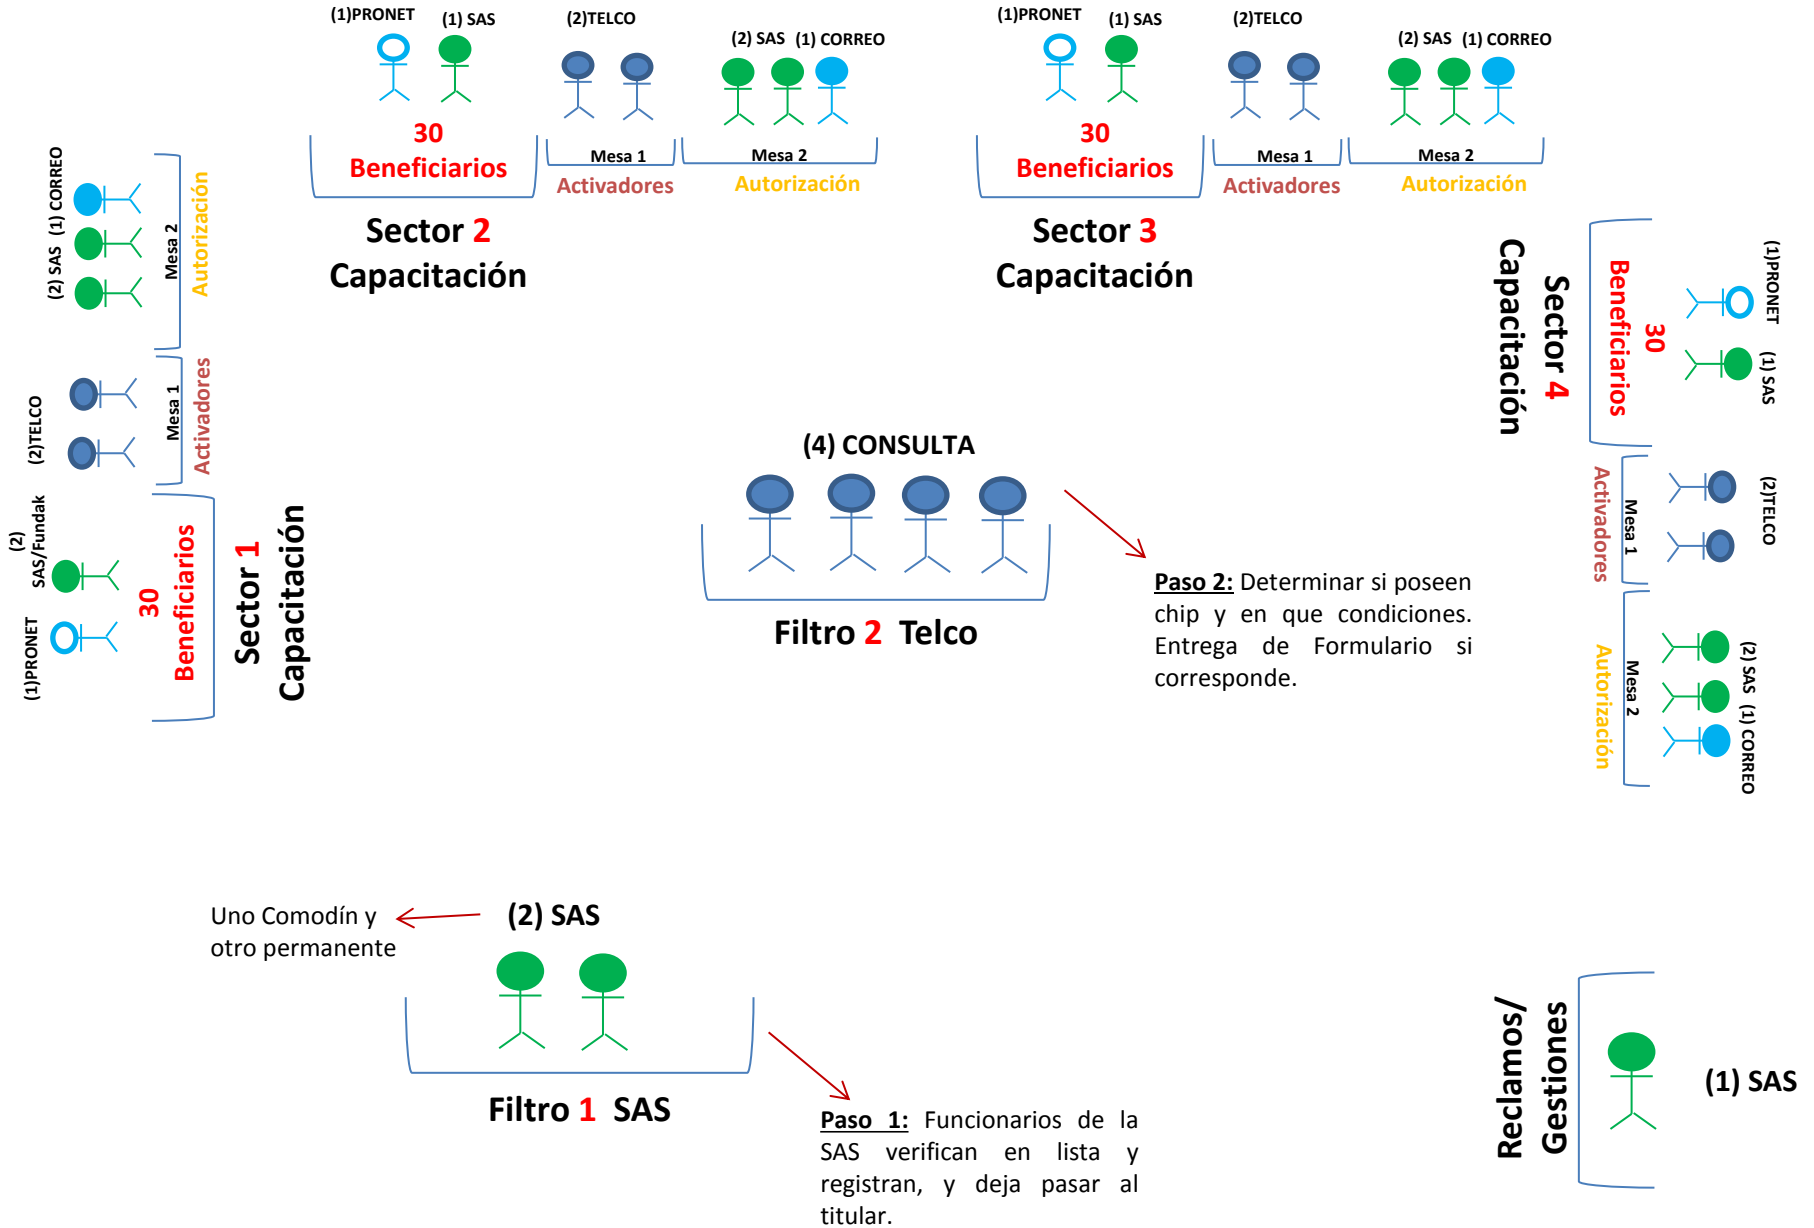 (1)PRONET
(1) SAS
30
Beneficiarios
Sector 2
Capacitación
(2)TELCO
Mesa 1
Activadores
(2) SAS (1) CORREO
Mesa 2
Autorización
(1)PRONET
(1) SAS
30
Beneficiarios
Sector 3
Capacitación
(2)TELCO
Mesa 1
Activadores
(2) SAS (1) CORREO
Mesa 2
Autorización
(2) SAS (1) CORREO
Mesa 2
Autorización
(2)TELCO
Mesa 1
Activadores
(2)
SAS/Fundak
(1)PRONET
30
Beneficiarios
Sector 1
Capacitación
(1)PRONET
(1) SAS
30
Beneficiarios
Sector 4
Capacitación
(2)TELCO
Mesa 1
Activadores
(2) SAS (1) CORREO
Mesa 2
Autorización
(4) CONSULTA
Filtro 2 Telco
Paso 2: Determinar si poseen
chip y en que condiciones.
Entrega de Formulario si
corresponde.
Uno Comodín y
otro permanente
(2) SAS
Filtro 1 SAS
Paso 1: Funcionarios de la
SAS verifican en lista y
registran, y deja pasar al
titular.
Reclamos/
Gestiones
(1) SAS